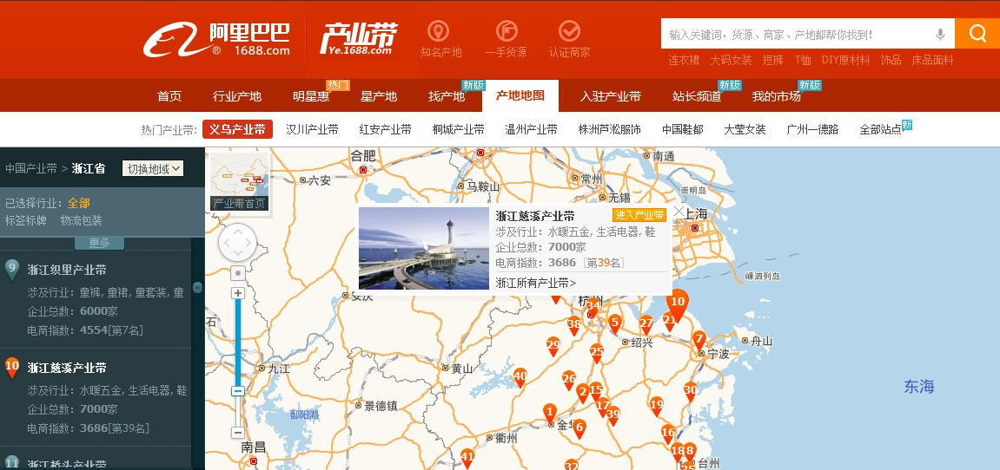 阿里巴巴
1688.com
产业带
Ye.1688.com
知名产地
一手货源
认证商家
输入关键词，货源、商家、产地都帮你找到！
连衣裙 大码女装 短裤 T恤 DIY原材料 饰品 床品面料
首页 行业产地 明星惠 热门 星产地 找产地 新版 产地地图 入驻产业带 站长频道 新版 我的市场 新版
热门产业带: 义乌产业带 汉川产业带 红安产业带 桐城产业带 温州产业带 株洲芦淞服饰 中国鞋都 大莹女装 广州一德路 全部站点 新
中国产业带 > 浙江省 切换地域
已选择行业: 全部
标签标牌 物流包装
更多
9 浙江织里产业带
涉及行业: 童裤, 童裙, 童套装, 童
企业总数: 6000家
电商指数: 4554[第7名]
10 浙江慈溪产业带
涉及行业: 水暖五金, 生活电器, 鞋
企业总数: 7000家
电商指数: 3686[第39名]
11 浙江桥头产业带
产业带首页
浙江慈溪产业带 进入产业带
涉及行业: 水暖五金, 生活电器, 鞋
企业总数: 7000家
电商指数: 3686 [第39名]
浙江所有产业带>
合肥
六安
马鞍山
南通
常州
无锡
崇明岛
上海
嵊泗列岛
安庆
石
杭州
34
10
38
5
27
21
7
29
25
绍兴
宁波
舟山
九江
黄山
40
26
2
15
17
39
19
30
东海
鄱阳湖
景德镇
1
金华
6
16
18
8
衢州
南昌
41
32
35
台州